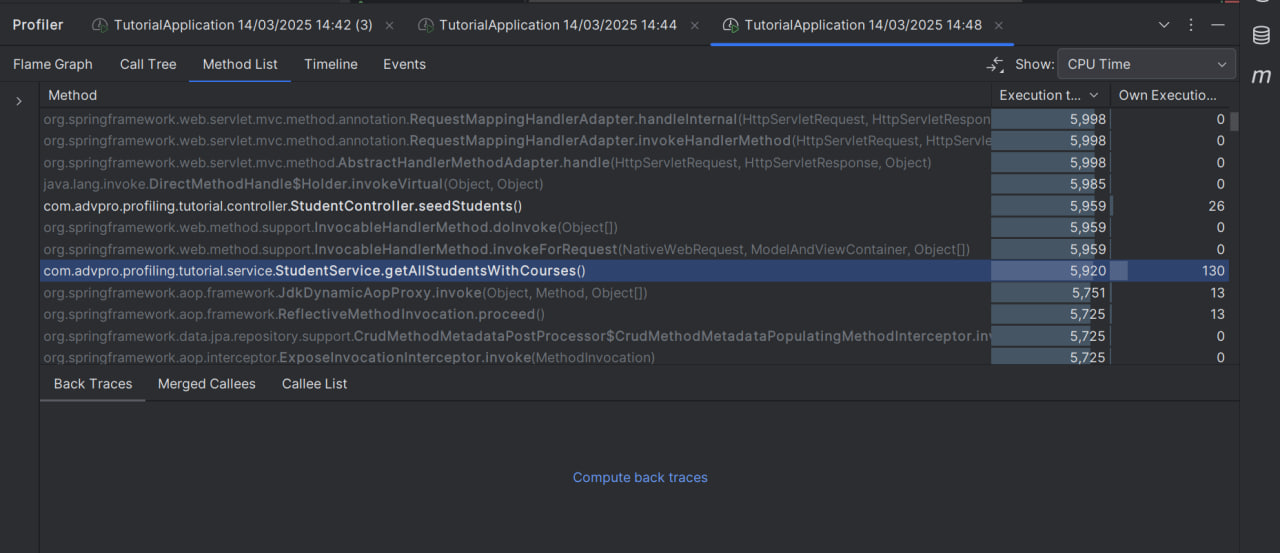 Profiler TutorialApplication 14/03/2025 14:42 (3) TutorialApplication 14/03/2025 14:44 TutorialApplication 14/03/2025 14:48
Flame Graph Call Tree Method List Timeline Events Show: CPU Time
Method Execution t... Own Executio...
org.springframework.web.servlet.mvc.method.annotation.RequestMappingHandlerAdapter.handleInternal(HttpServletRequest, HttpServletRespon 5,998 0
org.springframework.web.servlet.mvc.method.annotation.RequestMappingHandlerAdapter.invokeHandlerMethod(HttpServletRequest, HttpServle 5,998 0
org.springframework.web.servlet.mvc.method.AbstractHandlerMethodAdapter.handle(HttpServletRequest, HttpServletResponse, Object) 5,998 0
java.lang.invoke.DirectMethodHandle$Holder.invokeVirtual(Object, Object) 5,985 0
com.advpro.profiling.tutorial.controller.StudentController.seedStudents() 5,959 26
org.springframework.web.method.support.InvocableHandlerMethod.doInvoke(Object[]) 5,959 0
org.springframework.web.method.support.InvocableHandlerMethod.invokeForRequest(NativeWebRequest, ModelAndViewContainer, Object[]) 5,959 0
com.advpro.profiling.tutorial.service.StudentService.getAllStudentsWithCourses() 5,920 130
org.springframework.aop.framework.JdkDynamicAopProxy.invoke(Object, Method, Object[]) 5,751 13
org.springframework.aop.framework.ReflectiveMethodInvocation.proceed() 5,725 13
org.springframework.data.jpa.repository.support.CrudMethodMetadataPostProcessor$CrudMethodMetadataPopulatingMethodInterceptor.inv 5,725 0
org.springframework.aop.interceptor.ExposeInvocationInterceptor.invoke(MethodInvocation) 5,725 0
Back Traces Merged Callees Callee List
Compute back traces
m